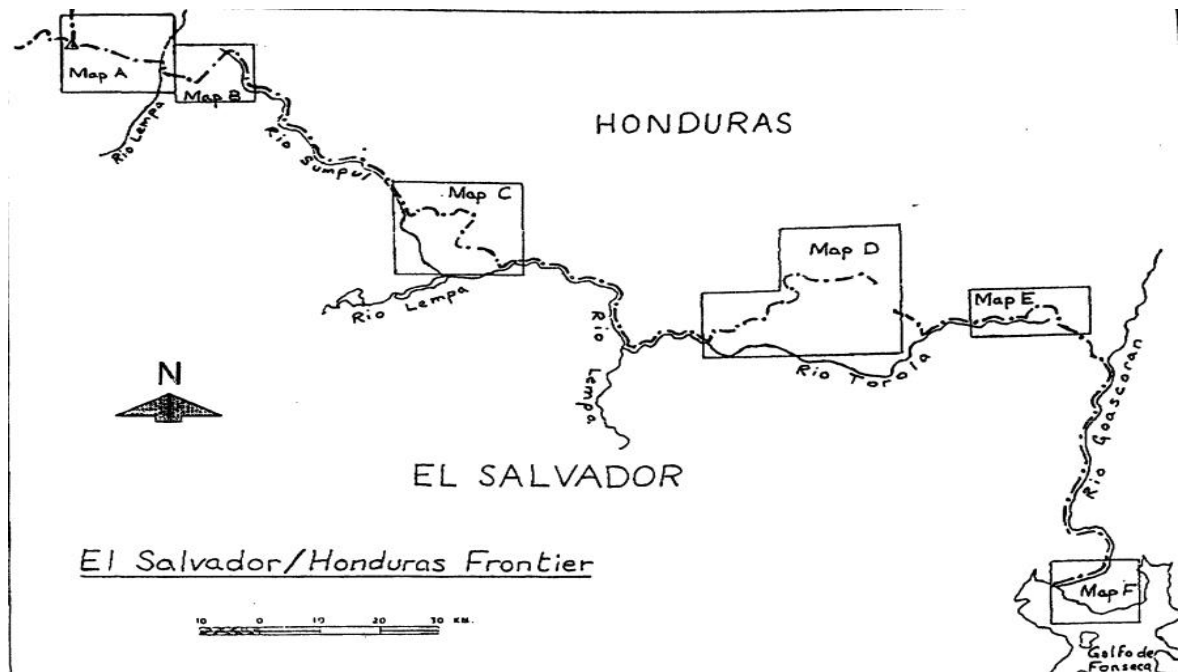 Map A
Map B
Rio Lempa
HONDURAS
Rio Sumpul
Map C
Map D
Rio Lempa
Map E
Rio
Lempa
Rio Torola
Rio Goascoran
N
EL SALVADOR
El Salvador/Honduras Frontier
Map F
10 0 10 20 30 KM.
Golfo de
Fonseca